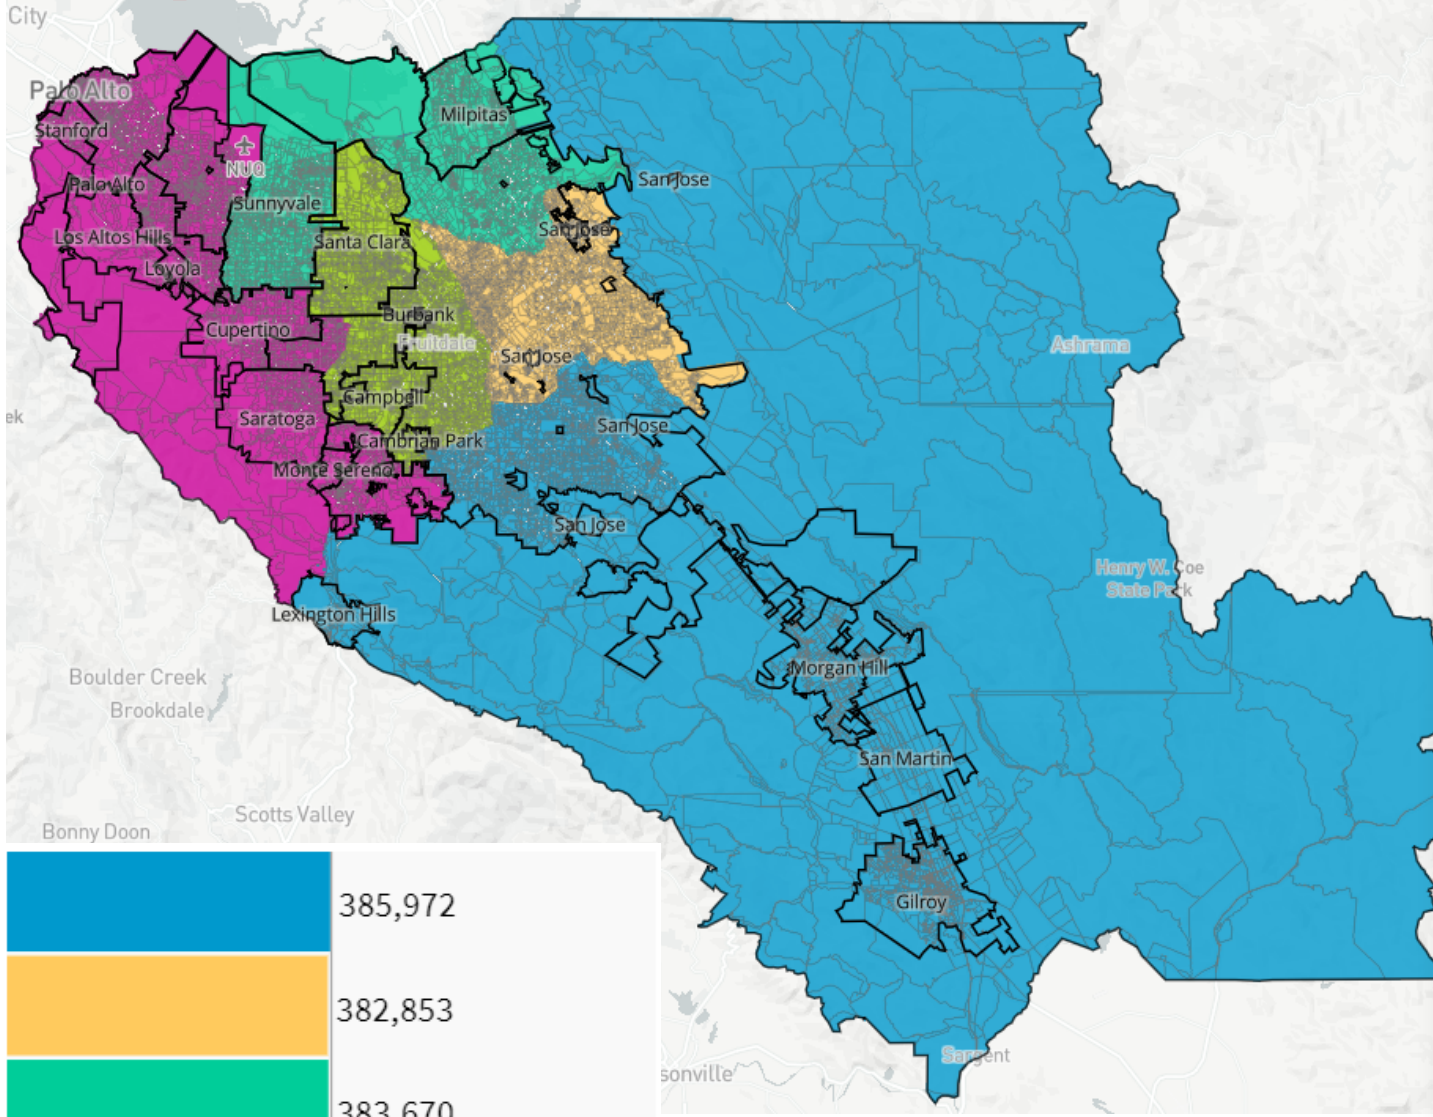 City
Palo Alto
Stanford
Milpitas
NUQ
Palo Alto
San Jose
Sunnyvale
Los Altos Hills
San Jose
Santa Clara
Loyola
Burbank
Cupertino
Fruitdale
Ashrama
San Jose
Campbell
ek
Saratoga
San Jose
Cambrian Park
Monte Sereno
San Jose
Henry W. Coe
State Park
Lexington Hills
Morgan Hill
Boulder Creek
Brookdale
San Martin
Scotts Valley
Bonny Doon
Gilroy
385,972
382,853
Sargent
sonville
383,670